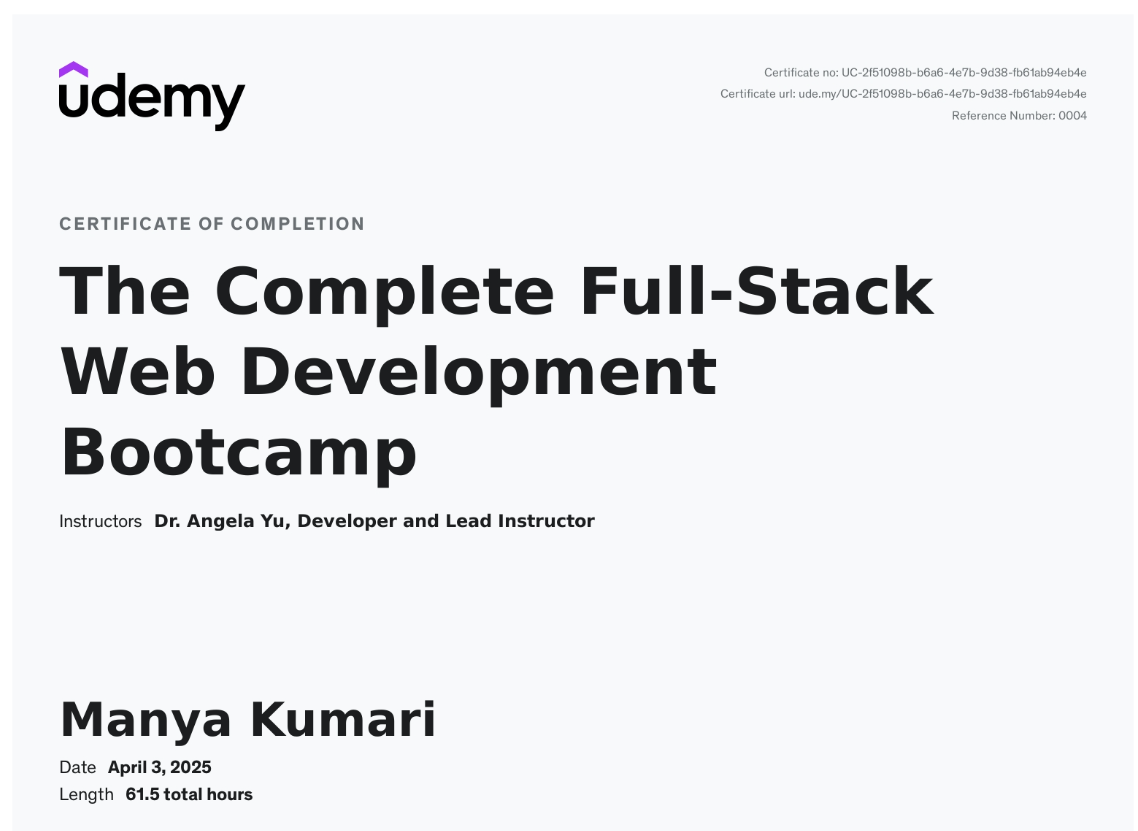 udemy
Certificate no: UC-2f51098b-b6a6-4e7b-9d38-fb61ab94eb4e
Certificate url: ude.my/UC-2f51098b-b6a6-4e7b-9d38-fb61ab94eb4e
Reference Number: 0004
CERTIFICATE OF COMPLETION
The Complete Full-Stack
Web Development
Bootcamp
Instructors Dr. Angela Yu, Developer and Lead Instructor
Manya Kumari
Date April 3, 2025
Length 61.5 total hours